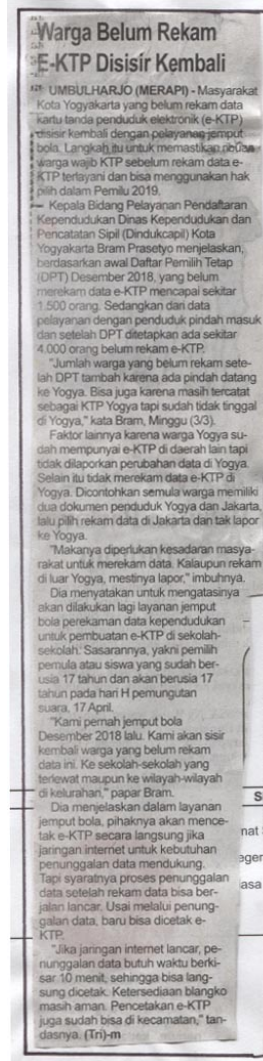 Warga Belum Rekam
E-KTP Disisir Kembali
UMBULHARJO (MERAPI) - Masyarakat
Kota Yogyakarta yang belum rekam data
kartu tanda penduduk elektronik (e-KTP)
disisir kembali dengan pelayanan jemput
bola. Langkah itu untuk memastikan ribuan
warga wajib KTP sebelum rekam data e-
KTP terlayani dan bisa menggunakan hak
pilih dalam Pemilu 2019.
Kepala Bidang Pelayanan Pendaftaran
Kependudukan Dinas Kependudukan dan
Pencatatan Sipil (Dindukcapil) Kota
Yogyakarta Bram Prasetyo menjelaskan,
berdasarkan awal Daftar Pemilih Tetap
(DPT) Desember 2018, yang belum
merekam data e-KTP mencapai sekitar
1.500 orang. Sedangkan dari data
pelayanan dengan penduduk pindah masuk
dan setelah DPT ditetapkan ada sekitar
4.000 orang belum rekam e-KTP.
"Jumlah warga yang belum rekam sete-
lah DPT tambah karena ada pindah datang
ke Yogya. Bisa juga karena masih tercatat
sebagai KTP Yogya tapi sudah tidak tinggal
di Yogya," kata Bram, Minggu (3/3).
Faktor lainnya karena warga Yogya su-
dah mempunyai e-KTP di daerah lain tapi
tidak dilaporkan perubahan data di Yogya.
Selain itu tidak merekam data e-KTP di
Yogya. Dicontohkan semula warga memiliki
dua dokumen penduduk Yogya dan Jakarta,
lalu pilih rekam data di Jakarta dan tak lapor
ke Yogya.
"Makanya diperlukan kesadaran masya-
rakat untuk merekam data. Kalaupun rekam
di luar Yogya, mestinya lapor," imbuhnya.
Dia menyatakan untuk mengatasinya
akan dilakukan lagi layanan jemput
bola perekaman data kependudukan
untuk pembuatan e-KTP di sekolah-
sekolah. Sasarannya, yakni pemilih
pemula atau siswa yang sudah ber-
usia 17 tahun dan akan berusia 17
tahun pada hari H pemungutan
suara, 17 April.
"Kami pernah jemput bola
Desember 2018 lalu. Kami akan sisir
kembali warga yang belum rekam
data ini. Ke sekolah-sekolah yang
terlewat maupun ke wilayah-wilayah
di kelurahan," papar Bram.
Dia menjelaskan dalam layanan
jemput bola, pihaknya akan mence-
tak e-KTP secara langsung jika
jaringan internet untuk kebutuhan
penunggalan data mendukung.
Tapi syaratnya proses penunggalan
data setelah rekam data bisa ber-
jalan lancar. Usai melalui penung-
galan data, baru bisa dicetak e-
KTP.
"Jika jaringan internet lancar, pe-
nunggalan data butuh waktu berki-
sar 10 menit, sehingga bisa lang-
sung dicetak. Ketersediaan blangko
masih aman. Pencetakan e-KTP
juga sudah bisa di kecamatan," tan-
dasnya. (Tri)-m